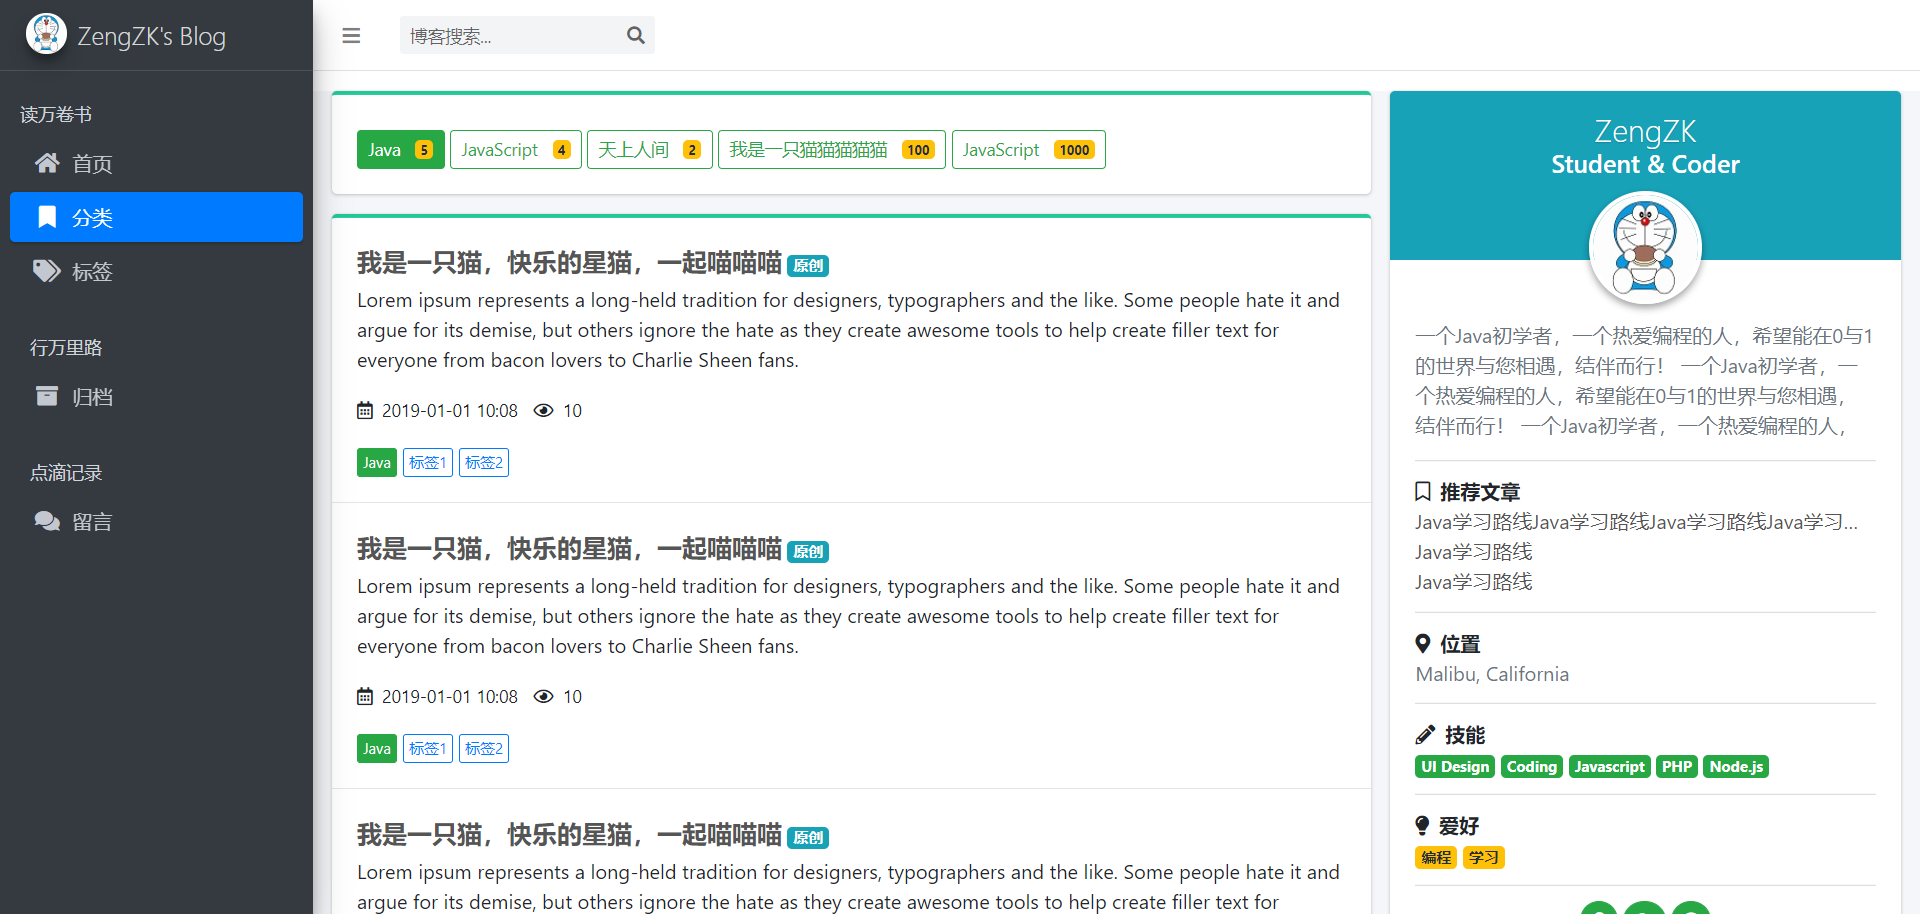 ZengZK's Blog
读万卷书
首页
分类
标签
行万里路
归档
点滴记录
留言
博客搜索...
Java 5
JavaScript 4
天上人间 2
我是一只猫猫猫猫猫 100
JavaScript 1000
我是一只猫，快乐的星猫，一起喵喵喵 原创
Lorem ipsum represents a long-held tradition for designers, typographers and the like. Some people hate it and
argue for its demise, but others ignore the hate as they create awesome tools to help create filler text for
everyone from bacon lovers to Charlie Sheen fans.
2019-01-01 10:08 10
Java 标签1 标签2
我是一只猫，快乐的星猫，一起喵喵喵 原创
Lorem ipsum represents a long-held tradition for designers, typographers and the like. Some people hate it and
argue for its demise, but others ignore the hate as they create awesome tools to help create filler text for
everyone from bacon lovers to Charlie Sheen fans.
2019-01-01 10:08 10
Java 标签1 标签2
我是一只猫，快乐的星猫，一起喵喵喵 原创
Lorem ipsum represents a long-held tradition for designers, typographers and the like. Some people hate it and
argue for its demise, but others ignore the hate as they create awesome tools to help create filler text for
ZengZK
Student & Coder
一个Java初学者，一个热爱编程的人，希望能在0与1
的世界与您相遇，结伴而行！ 一个Java初学者，一
个热爱编程的人，希望能在0与1的世界与您相遇，
结伴而行！ 一个Java初学者，一个热爱编程的人，
推荐文章
Java学习路线Java学习路线Java学习路线Java学习...
Java学习路线
Java学习路线
位置
Malibu, California
技能
UI Design Coding Javascript PHP Node.js
爱好
编程 学习